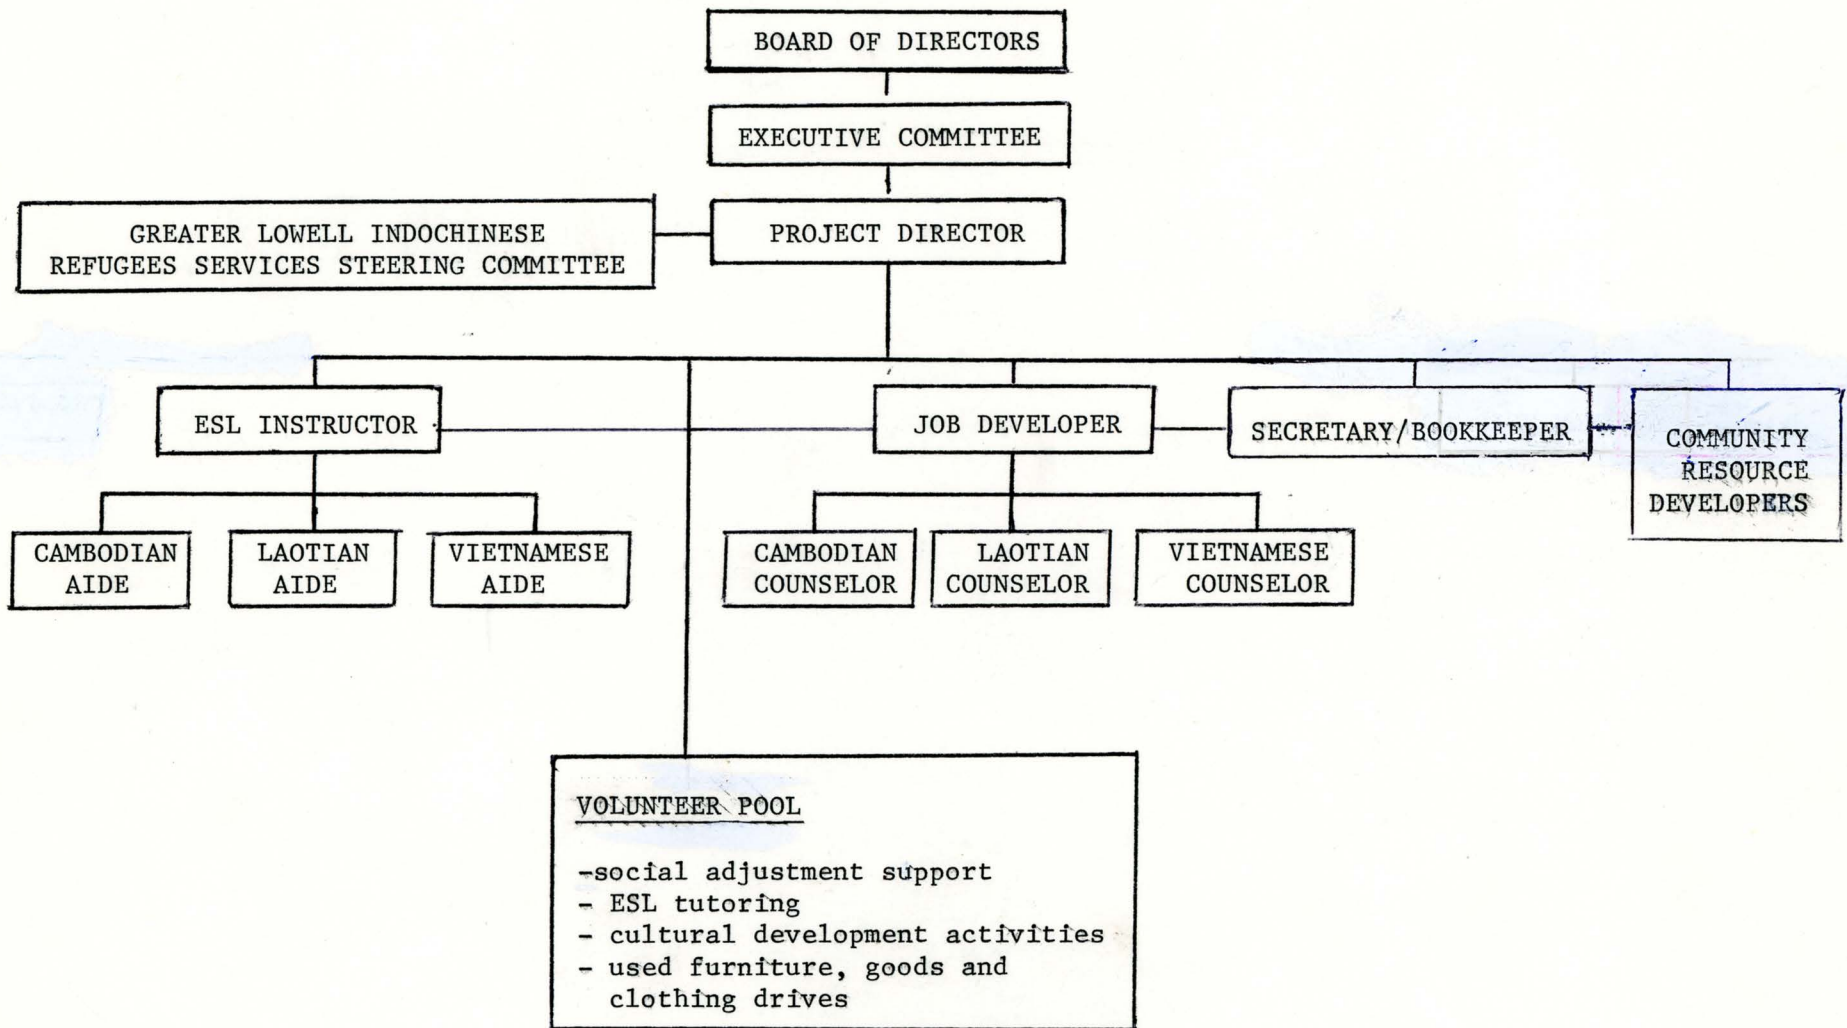 BOARD OF DIRECTORS
EXECUTIVE COMMITTEE
GREATER LOWELL INDOCHINESE
REFUGEES SERVICES STEERING COMMITTEE
PROJECT DIRECTOR
ESL INSTRUCTOR
JOB DEVELOPER
SECRETARY/BOOKKEEPER
COMMUNITY
RESOURCE
DEVELOPERS
CAMBODIAN
AIDE
LAOTIAN
AIDE
VIETNAMESE
AIDE
CAMBODIAN
COUNSELOR
LAOTIAN
COUNSELOR
VIETNAMESE
COUNSELOR
VOLUNTEER POOL
-social adjustment support
- ESL tutoring
- cultural development activities
- used furniture, goods and
clothing drives